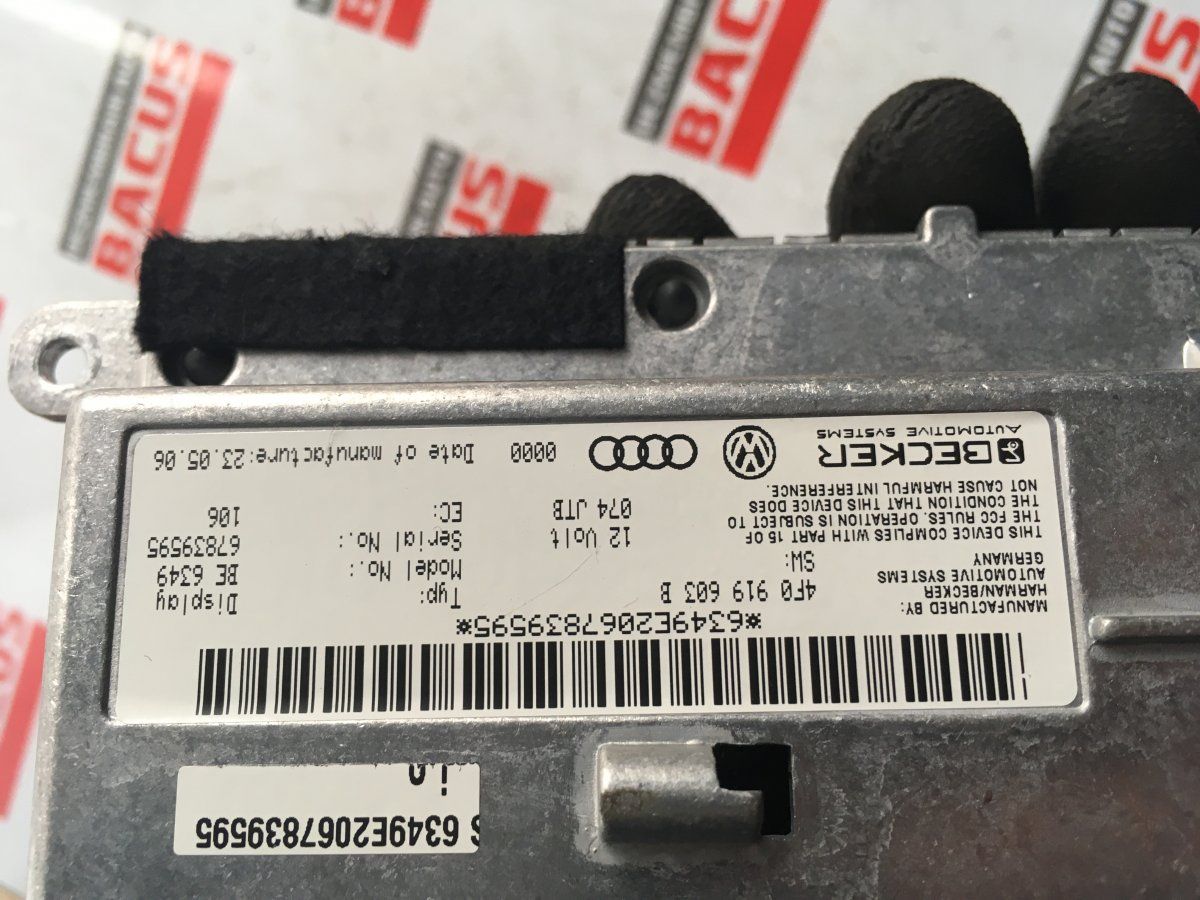 *6349E2067839595*
MANUFACTURED BY:
HARMAN/BECKER
AUTOMOTIVE SYSTEMS
GERMANY
THIS DEVICE COMPLIES WITH PART 15 OF
THE FCC RULES. OPERATION IS SUBJECT TO
THE CONDITION THAT THIS DEVICE DOES
NOT CAUSE HARMFUL INTERFERENCE.
BECKER
AUTOMOTIVE SYSTEMS
4F0 919 603 B
SW:
12 Volt
074 JTB
0000
Typ: Display
Model No.: BE 6349
Serial No.: 67839595
EC: 106
Date of manufacture:23.05.06
6349E2067839595
BACUS
BACUS
BACUS
BACUS
AUTO